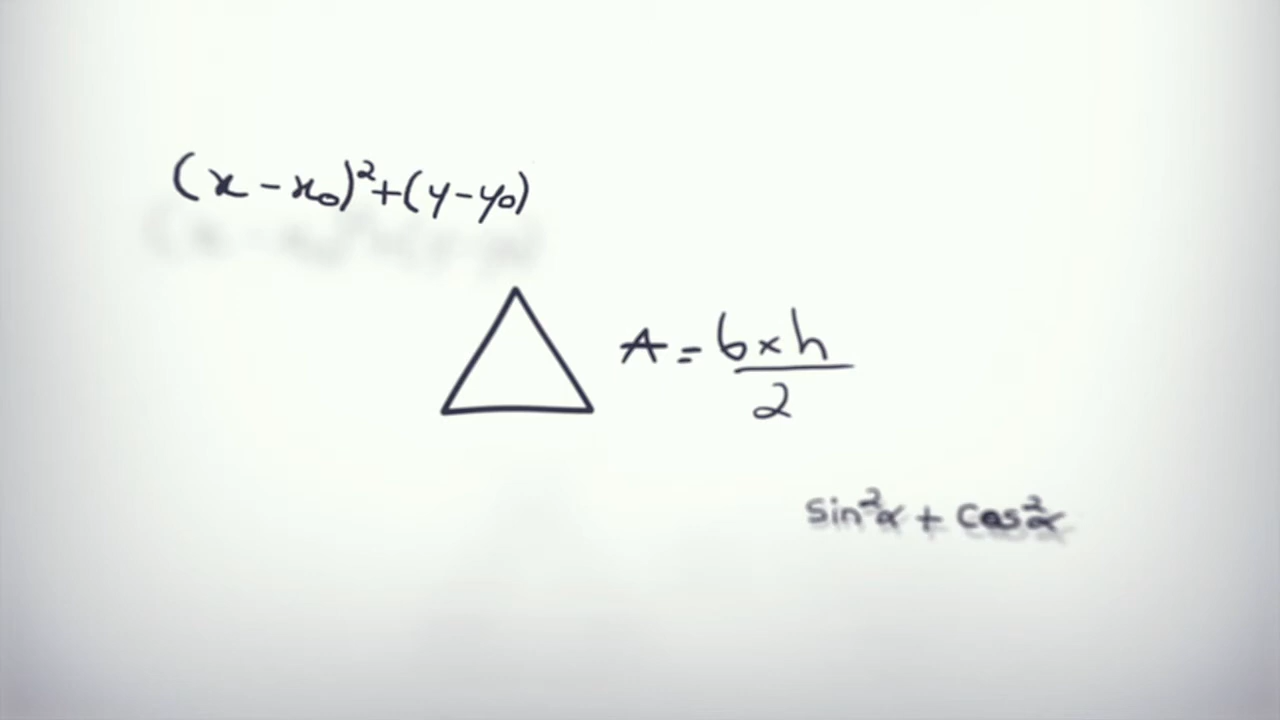 (x - x₀)² + (y - y₀)
A = b × h / 2
sin²α + cos²α